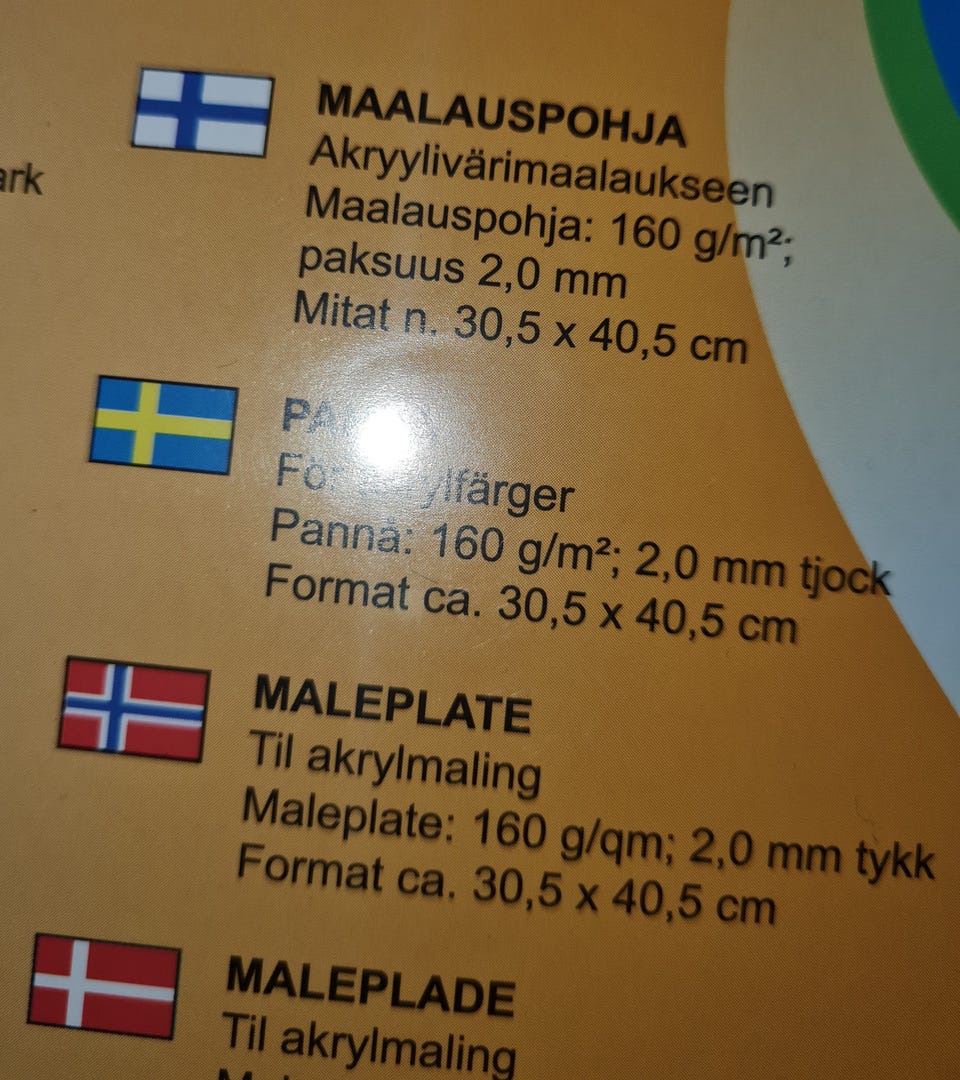 ark
MAALAUSPOHJA
Akryylivärimaalaukseen
Maalauspohja: 160 g/m²;
paksuus 2,0 mm
Mitat n. 30,5 x 40,5 cm
Pannå: 160 g/m²; 2,0 mm tjock
Format ca. 30,5 x 40,5 cm
MALEPLATE
Til akrylmaling
Maleplate: 160 g/qm; 2,0 mm tykk
Format ca. 30,5 x 40,5 cm
MALEPLADE
Til akrylmaling